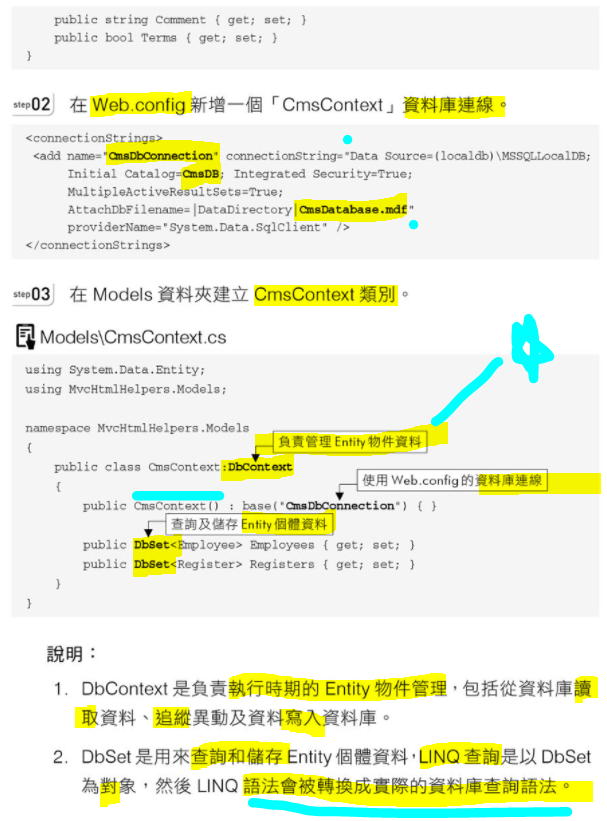 public string Comment { get; set; }
public bool Terms { get; set; }
}
step02 在 Web.config 新增一個「CmsContext」資料庫連線。
<connectionStrings>
<add name="CmsDbConnection" connectionString="Data Source=(localdb)\MSSQLLocalDB;
Initial Catalog=CmsDB; Integrated Security=True;
MultipleActiveResultSets=True;
AttachDbFilename=|DataDirectory|CmsDatabase.mdf"
providerName="System.Data.SqlClient" />
</connectionStrings>
step03 在 Models 資料夾建立 CmsContext 類別。
Models\CmsContext.cs
using System.Data.Entity;
using MvcHtmlHelpers.Models;
namespace MvcHtmlHelpers.Models
{
負責管理 Entity 物件資料
public class CmsContext:DbContext
{
使用 Web.config 的資料庫連線
public CmsContext() : base("CmsDbConnection") { }
查詢及儲存 Entity 個體資料
public DbSet<Employee> Employees { get; set; }
public DbSet<Register> Registers { get; set; }
}
}
說明：
1. DbContext 是負責執行時期的 Entity 物件管理，包括從資料庫讀
取資料、追縱異動及資料寫入資料庫。
2. DbSet 是用來查詢和儲存 Entity 個體資料，LINQ 查詢是以 DbSet
為對象，然後 LINQ 語法會被轉換成實際的資料庫查詢語法。